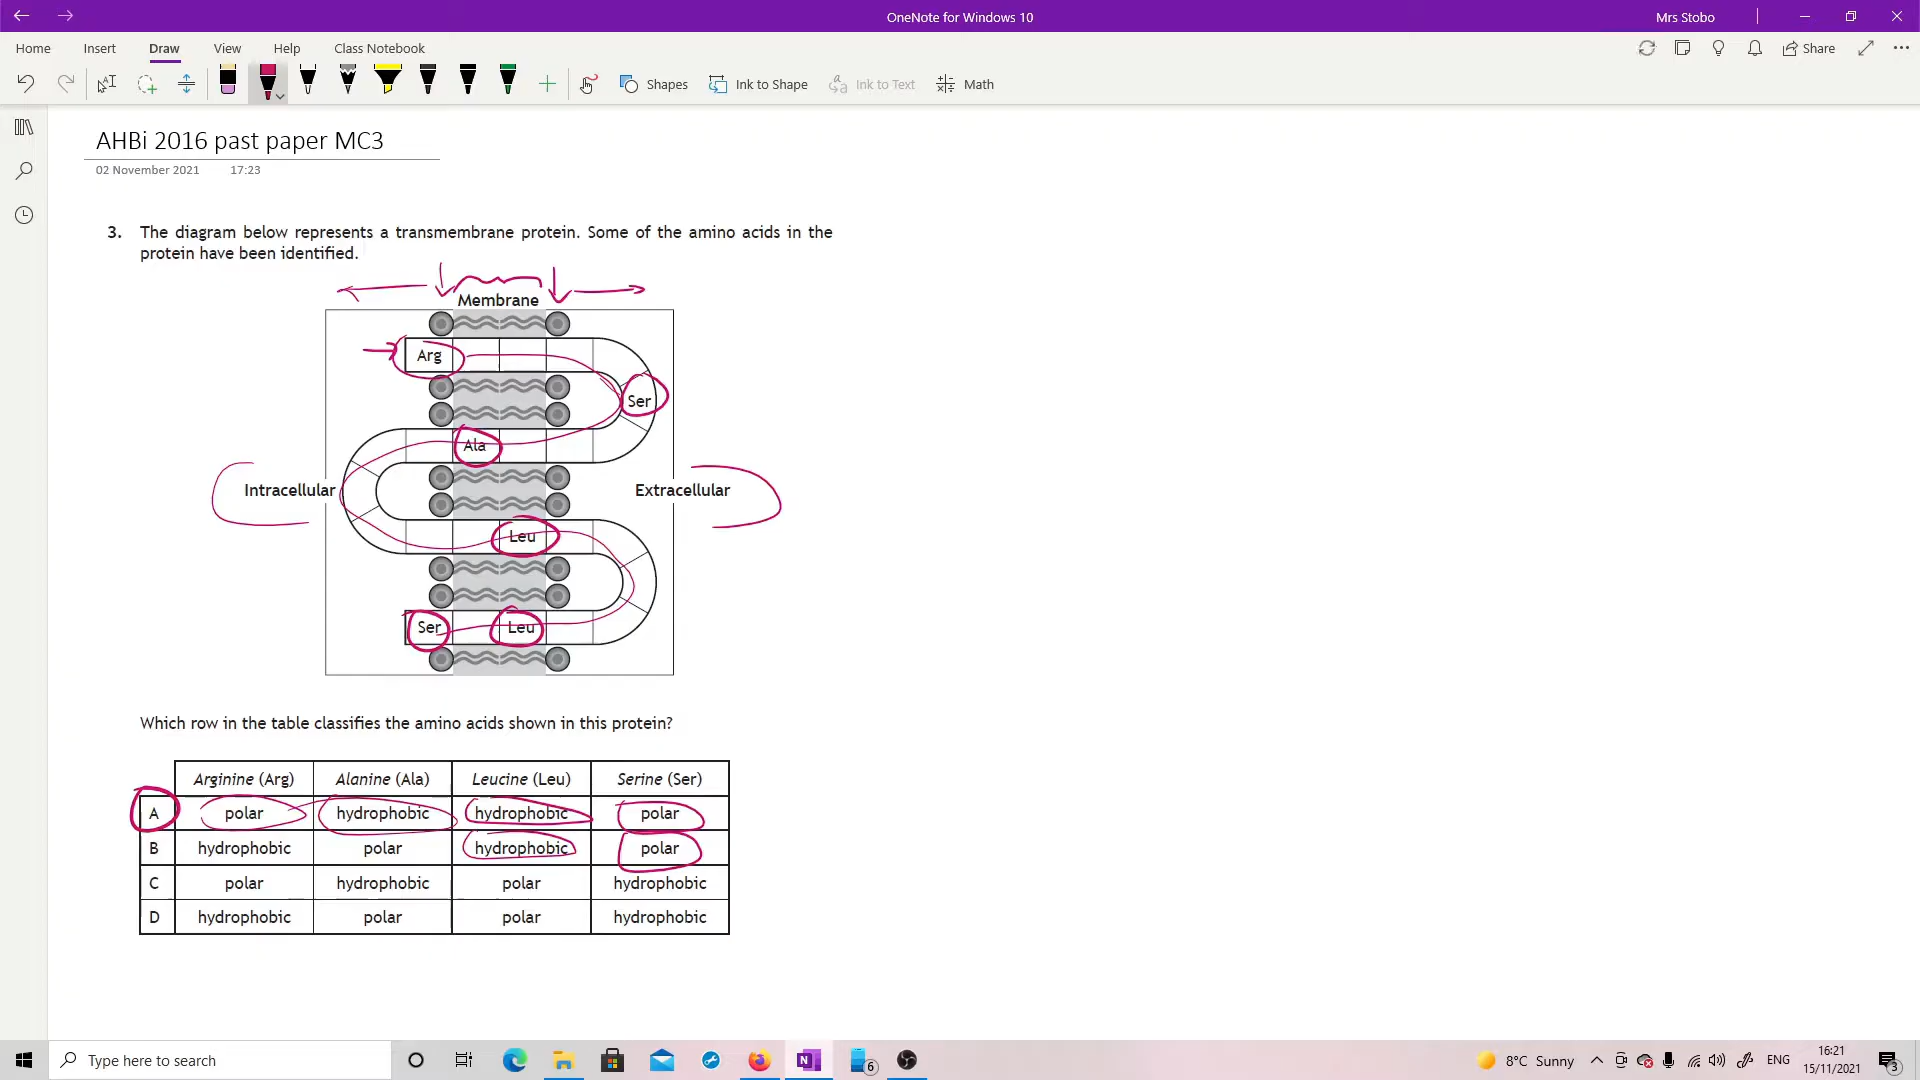 OneNote for Windows 10
Mrs Stobo
Home Insert Draw View Help Class Notebook
Share
Shapes Ink to Shape Ink to Text Math
AHBi 2016 past paper MC3
02 November 2021 17:23
3. The diagram below represents a transmembrane protein. Some of the amino acids in the
protein have been identified.
Membrane
Arg
Ser
Ala
Intracellular Extracellular
Leu
Ser Leu
Which row in the table classifies the amino acids shown in this protein?
Arginine (Arg) Alanine (Ala) Leucine (Leu) Serine (Ser)
A polar hydrophobic hydrophobic polar
B hydrophobic polar hydrophobic polar
C polar hydrophobic polar hydrophobic
D hydrophobic polar polar hydrophobic
Type here to search
6
8°C Sunny
ENG
16:21
15/11/2021
3